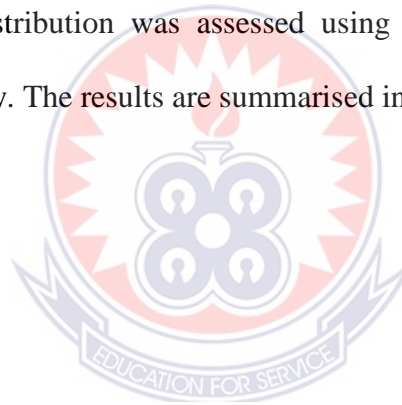 stribution was assessed using
y. The results are summarised in
EDUCATION FOR SERVICE